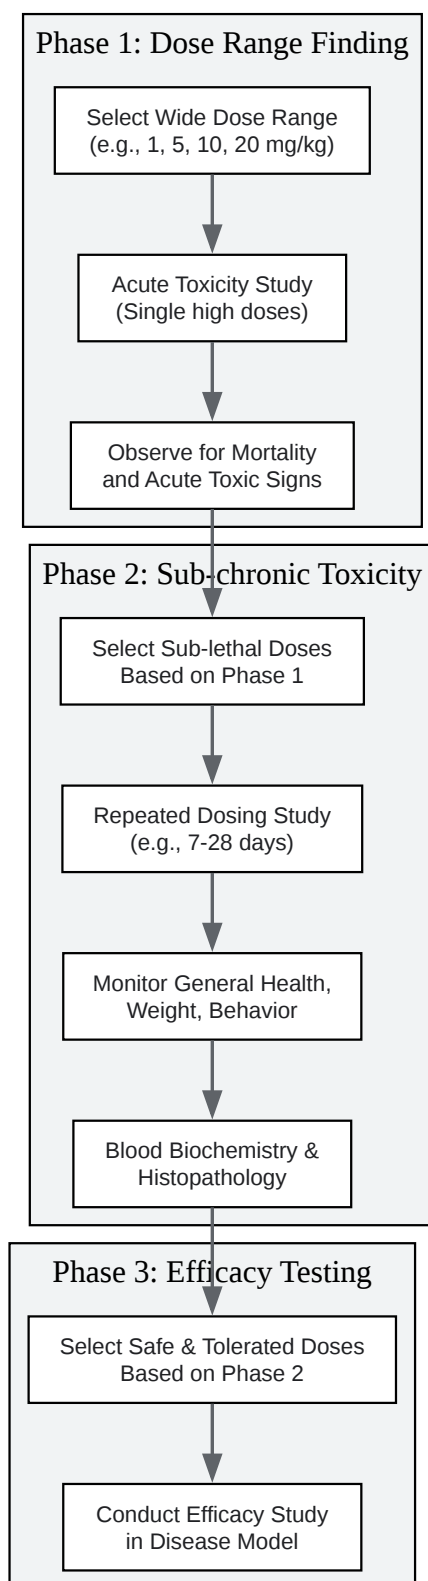 Phase 1: Dose Range Finding
Select Wide Dose Range
(e.g., 1, 5, 10, 20 mg/kg)
Acute Toxicity Study
(Single high doses)
Observe for Mortality
and Acute Toxic Signs
Phase 2: Sub-chronic Toxicity
Select Sub-lethal Doses
Based on Phase 1
Repeated Dosing Study
(e.g., 7-28 days)
Monitor General Health,
Weight, Behavior
Blood Biochemistry &
Histopathology
Phase 3: Efficacy Testing
Select Safe & Tolerated Doses
Based on Phase 2
Conduct Efficacy Study
in Disease Model